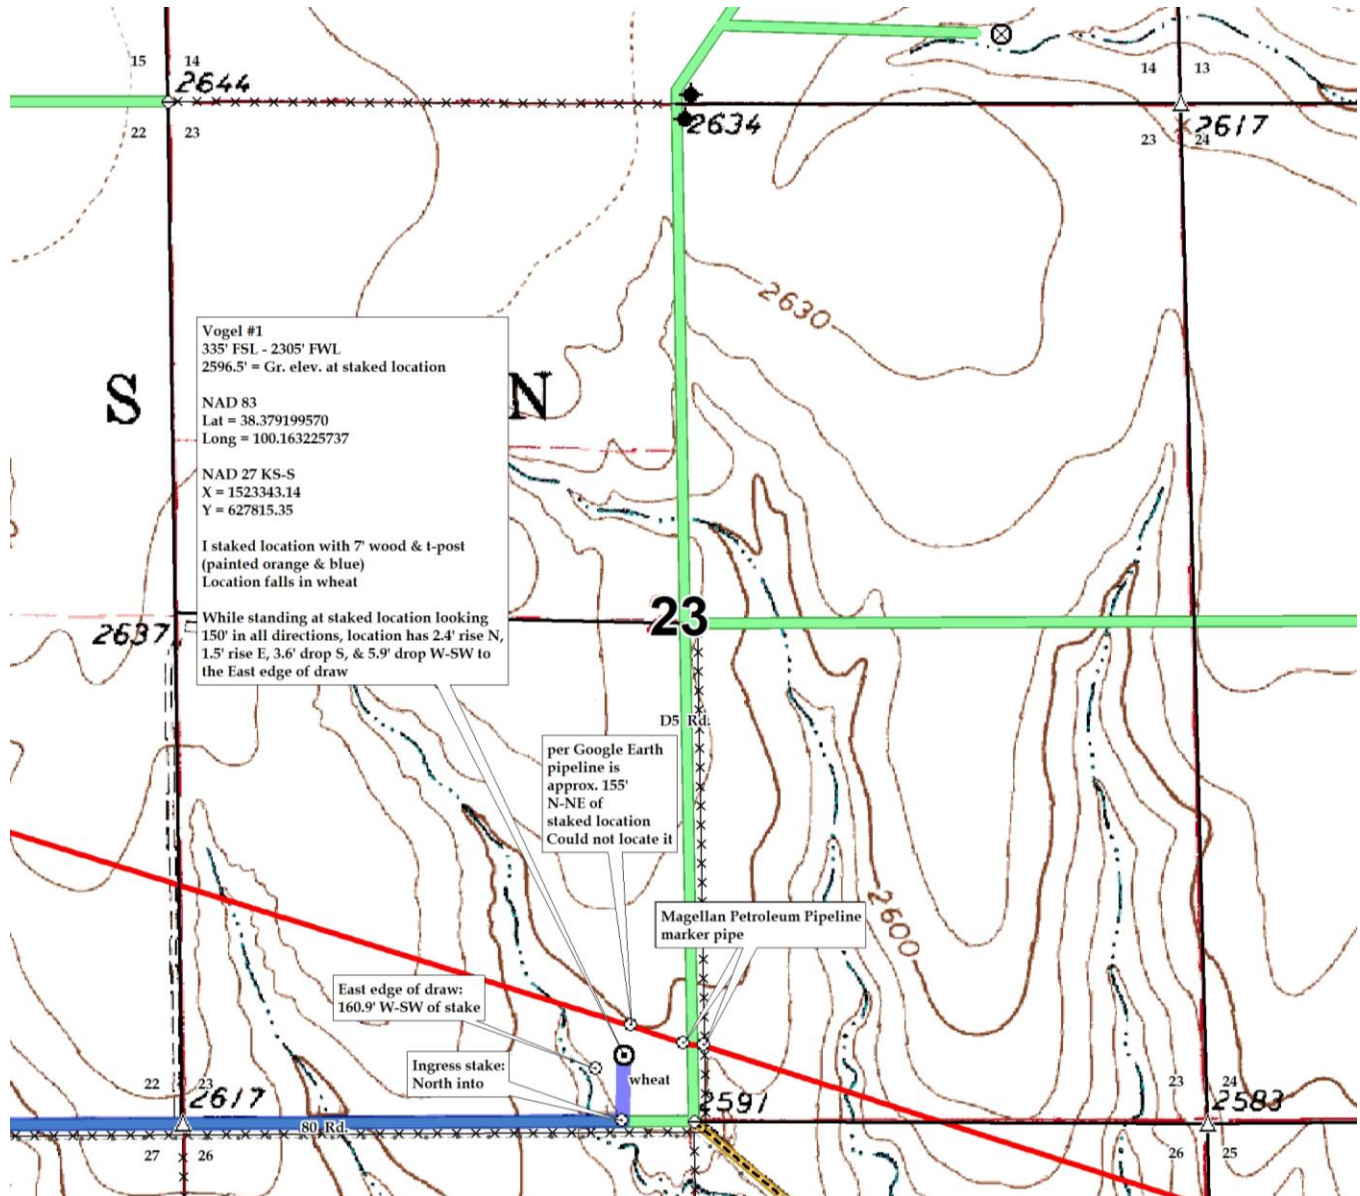 15 14
14 13
2644
2634
2617
22 23
23 24
2630
S
N
Vogel #1
335' FSL - 2305' FWL
2596.5' = Gr. elev. at staked location
NAD 83
Lat = 38.379199570
Long = 100.163225737
NAD 27 KS-S
X = 1523343.14
Y = 627815.35
I staked location with 7' wood & t-post
(painted orange & blue)
Location falls in wheat
While standing at staked location looking
150' in all directions, location has 2.4' rise N,
1.5' rise E, 3.6' drop S, & 5.9' drop W-SW to
the East edge of draw
23
2637
D5 Rd.
per Google Earth
pipeline is
approx. 155'
N-NE of
staked location
Could not locate it
2600
Magellan Petroleum Pipeline
marker pipe
East edge of draw:
160.9' W-SW of stake
Ingress stake:
North into
wheat
22 23
23 24
2617
2591
2583
80 Rd.
27 26
26 25